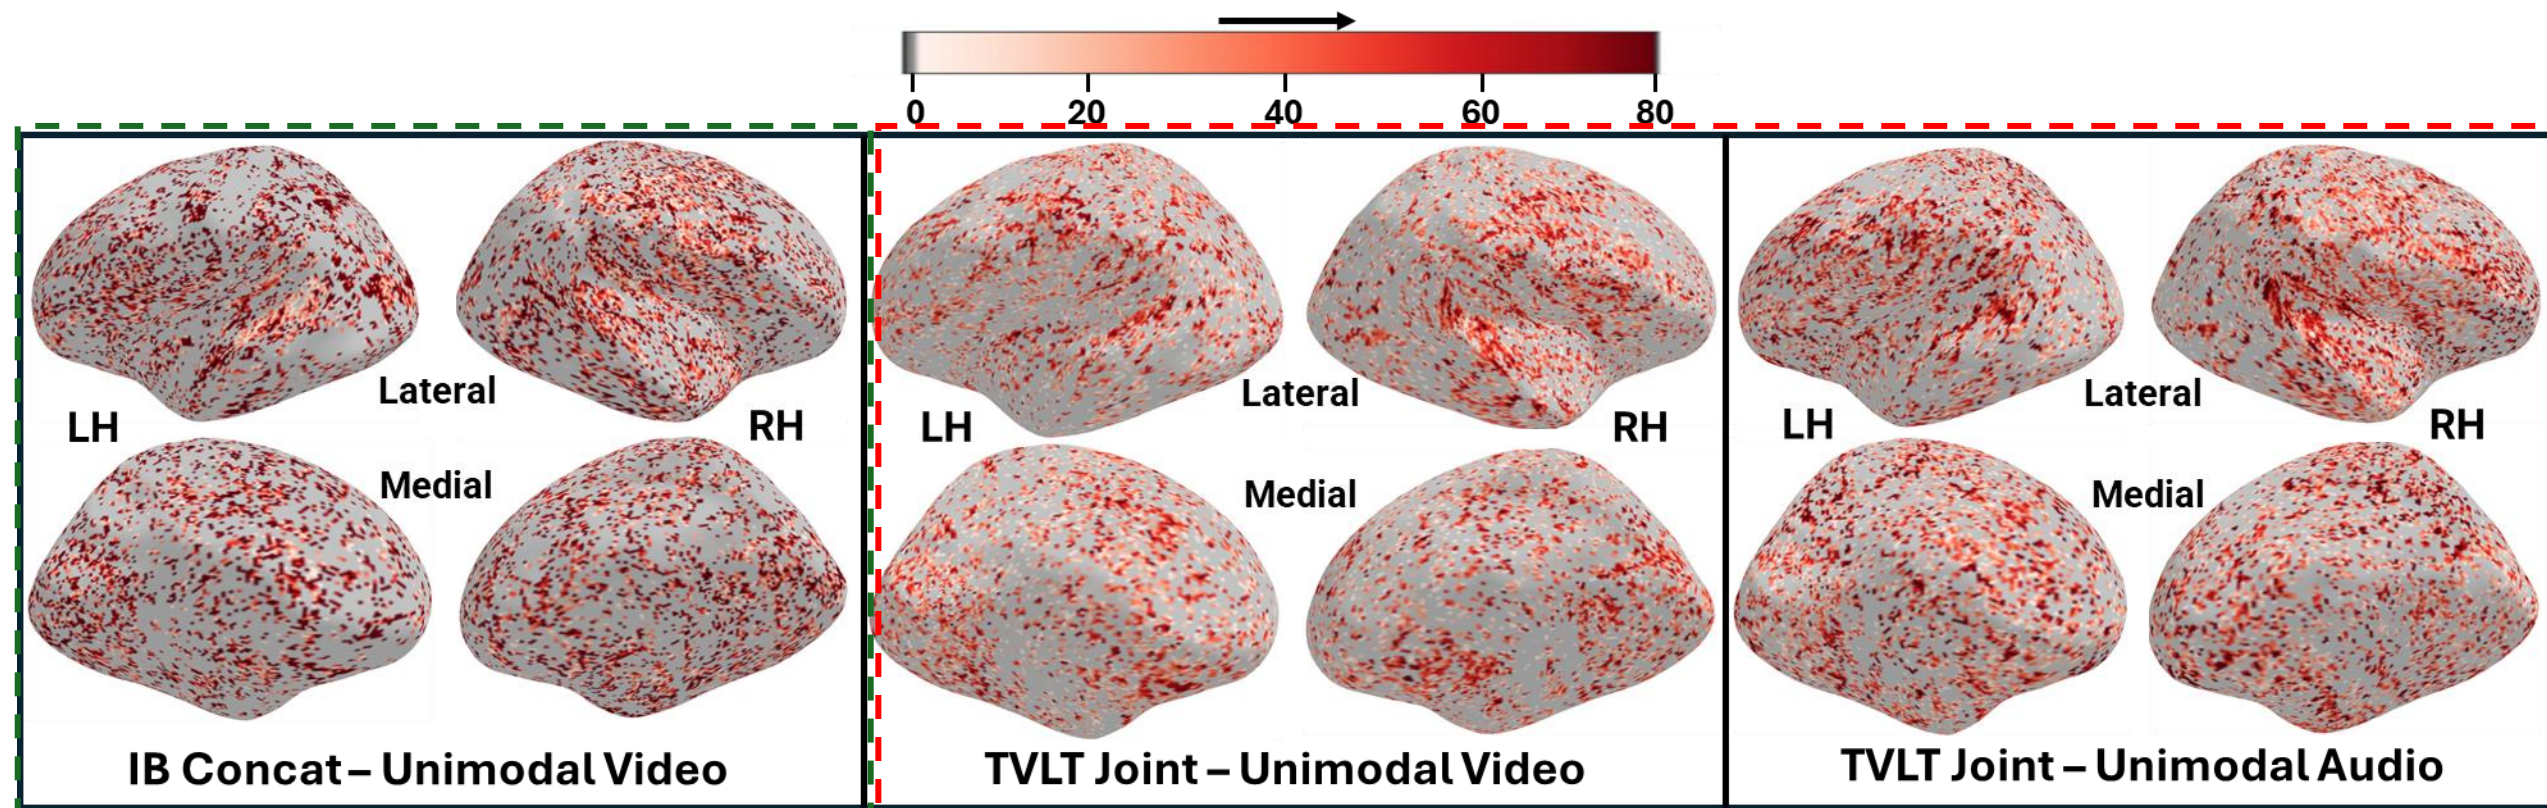 0 20 40 60 80
Lateral
LH RH
Medial
IB Concat – Unimodal Video
Lateral
LH RH
Medial
TVLT Joint – Unimodal Video
Lateral
LH RH
Medial
TVLT Joint – Unimodal Audio